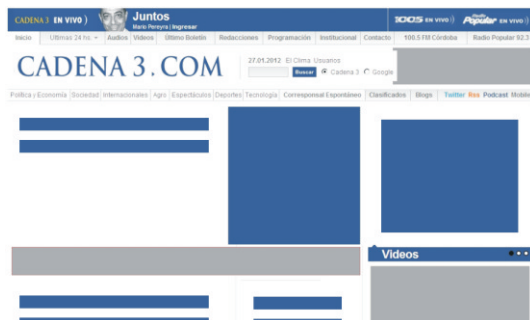 CADENA 3 EN VIVO )
Juntos
Mario Pereyra | Ingresar
100.5 EN VIVO ))
Radio Popular EN VIVO ))
Inicio
Ultimas 24 hs.
Audios
Videos
Último Boletín
Redacciones
Programación
Institucional
Contacto
100.5 FM Córdoba
Radio Popular 92.3
CADENA 3.COM
27.01.2012 El Clima Usuarios
Buscar
Cadena 3
Google
Política y Economía
Sociedad
Internacionales
Agro
Espectáculos
Deportes
Tecnología
Corresponsal Espontáneo
Clasificados
Blogs
Twitter
Rss
Podcast
Mobile
Videos